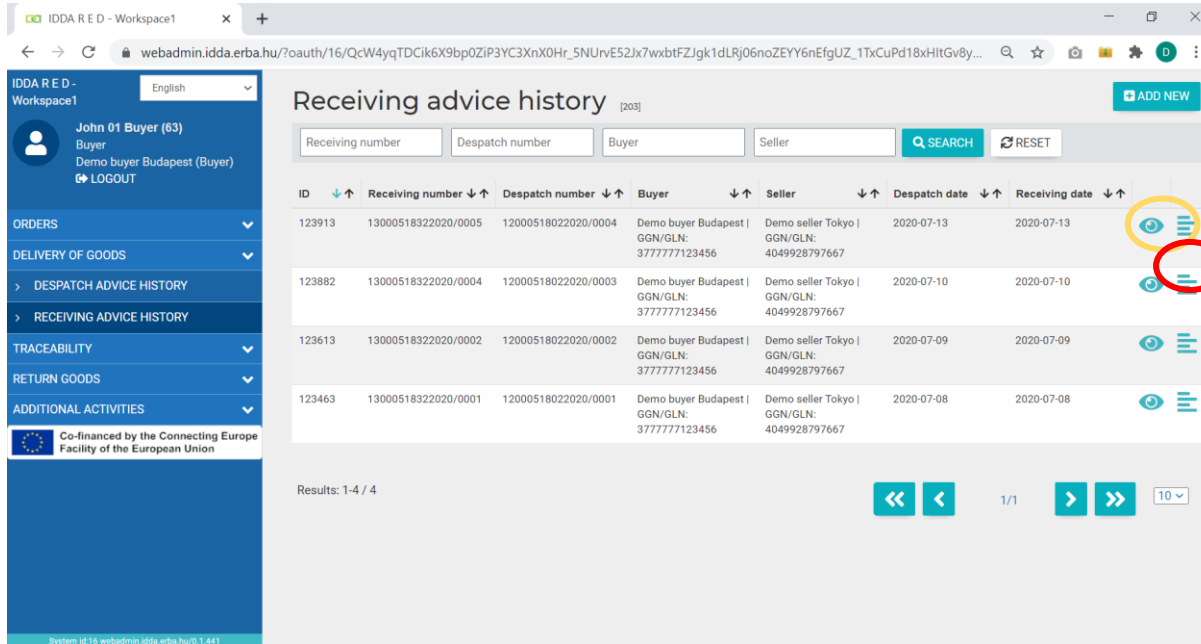 IDDA R E D - Workspace1
webadmin.idda.erba.hu/?oauth/16/QcW4yqTDCik6X9bp0ZiP3YC3XnX0Hr_5NUrvE52Jx7wxbtFZJgk1dLRj06noZEYY6nEfgUZ_1TxCuPd18xHItGv8y...
D
IDDA R E D -
Workspace1
English
John 01 Buyer (63)
Buyer
Demo buyer Budapest (Buyer)
LOGOUT
ORDERS
DELIVERY OF GOODS
> DESPATCH ADVICE HISTORY
> RECEIVING ADVICE HISTORY
TRACEABILITY
RETURN GOODS
ADDITIONAL ACTIVITIES
Co-financed by the Connecting Europe
Facility of the European Union
System id:16 webadmin.idda.erba.hu/0.1.441
Receiving advice history [203]
ADD NEW
Receiving number Despatch number Buyer Seller SEARCH RESET
ID Receiving number Despatch number Buyer Seller Despatch date Receiving date
123913 13000518322020/0005 12000518022020/0004 Demo buyer Budapest | Demo seller Tokyo | 2020-07-13 2020-07-13
GGN/GLN: GGN/GLN:
3777777123456 4049928797667
123882 13000518322020/0004 12000518022020/0003 Demo buyer Budapest | Demo seller Tokyo | 2020-07-10 2020-07-10
GGN/GLN: GGN/GLN:
3777777123456 4049928797667
123613 13000518322020/0002 12000518022020/0002 Demo buyer Budapest | Demo seller Tokyo | 2020-07-09 2020-07-09
GGN/GLN: GGN/GLN:
3777777123456 4049928797667
123463 13000518322020/0001 12000518022020/0001 Demo buyer Budapest | Demo seller Tokyo | 2020-07-08 2020-07-08
GGN/GLN: GGN/GLN:
3777777123456 4049928797667
Results: 1-4 / 4
1/1
10